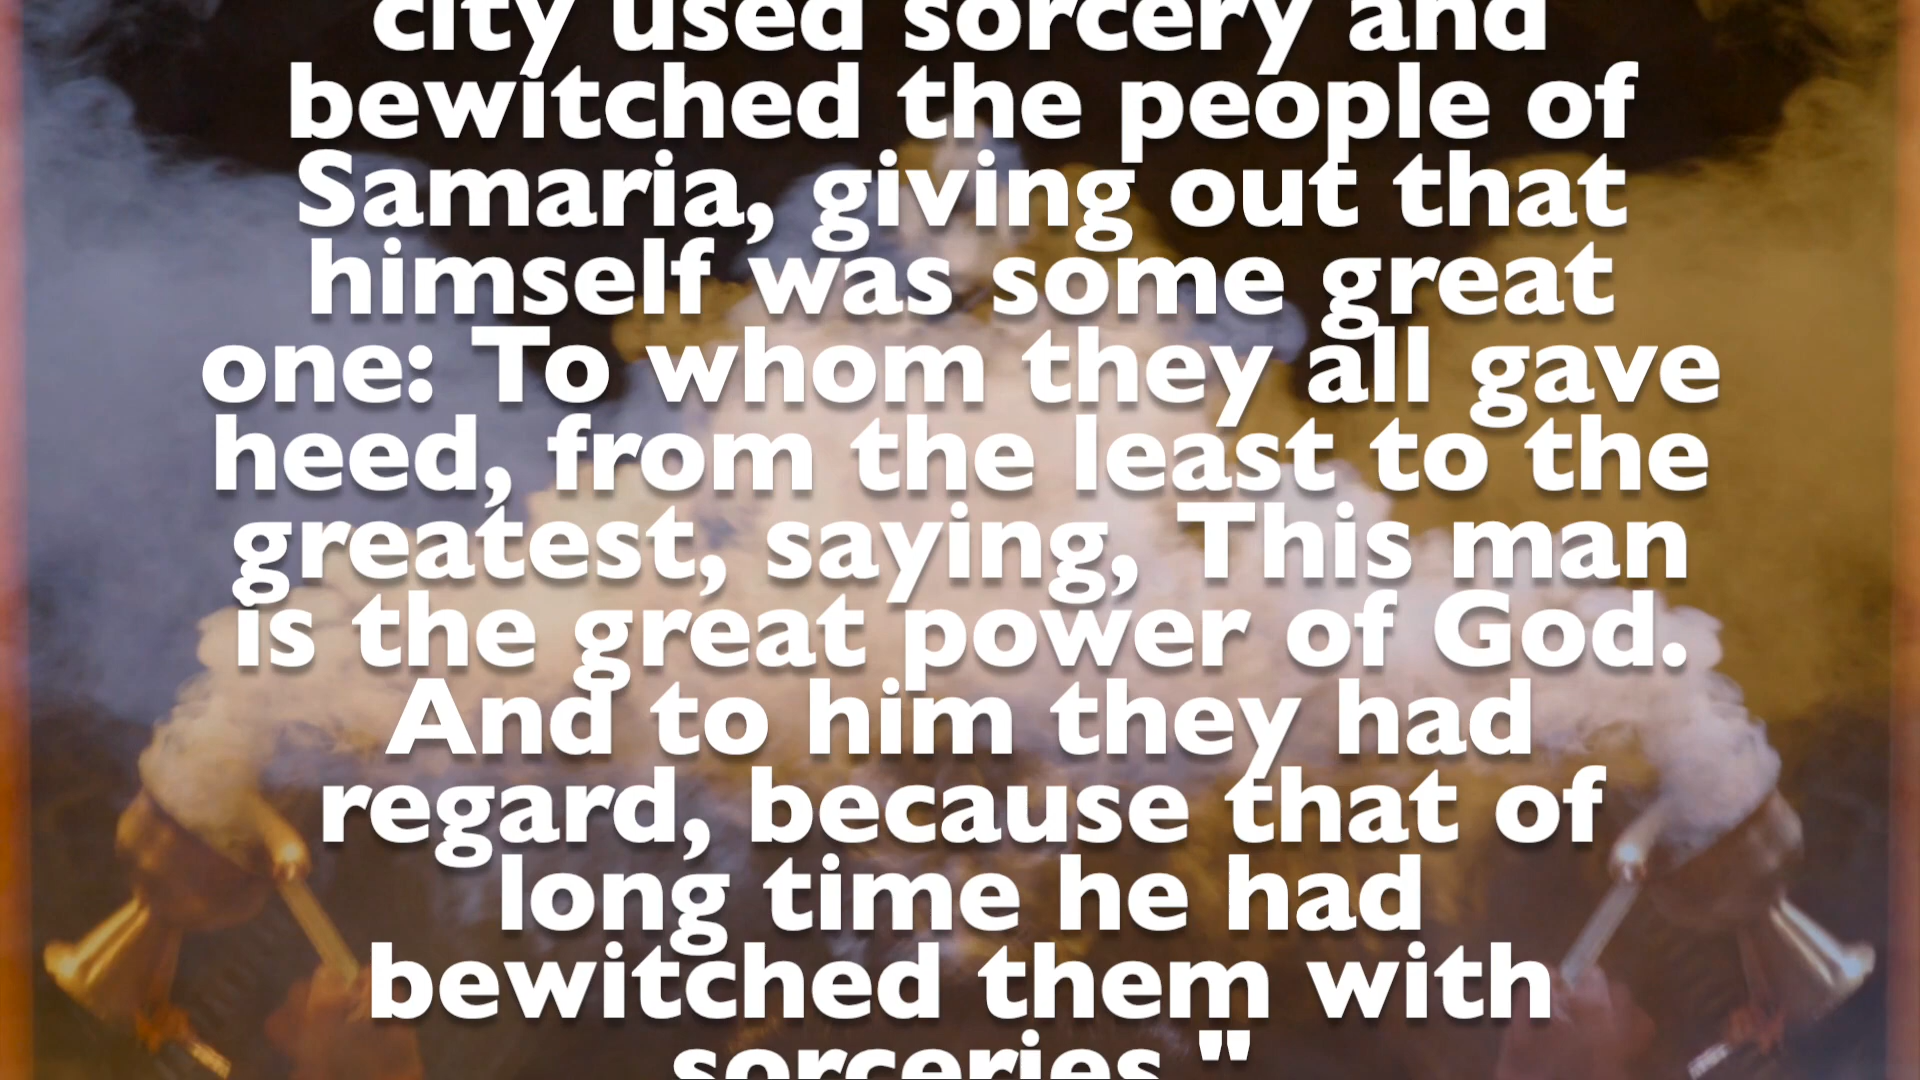 city used sorcery and
bewitched the people of
Samaria, giving out that
himself was some great
one: To whom they all gave
heed, from the least to the
greatest, saying, This man
is the great power of God.
And to him they had
regard, because that of
long time he had
bewitched them with
sorceries."